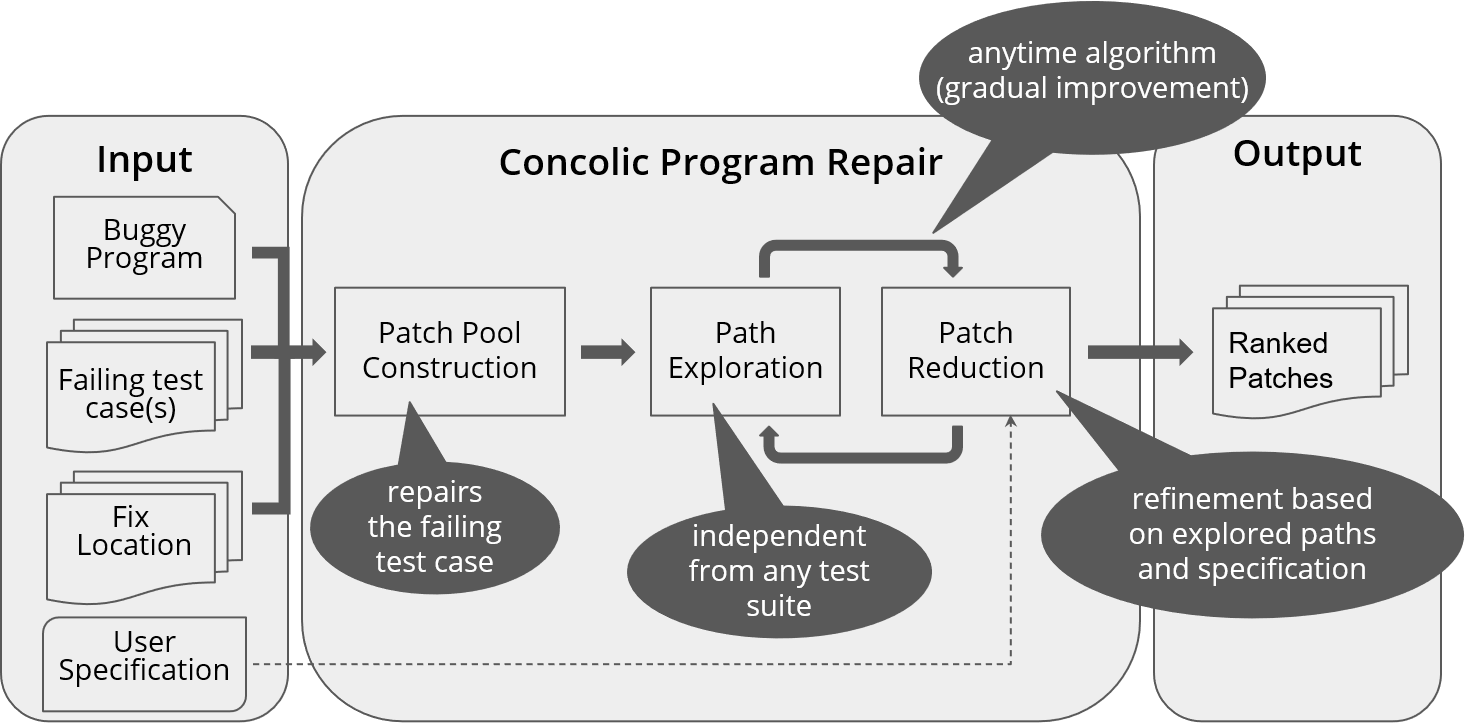 anytime algorithm
(gradual improvement)
Input
Concolic Program Repair
Output
Buggy
Program
Failing test
case(s)
Fix
Location
User
Specification
Patch Pool
Construction
Path
Exploration
Patch
Reduction
Ranked
Patches
repairs
the failing
test case
independent
from any test
suite
refinement based
on explored paths
and specification